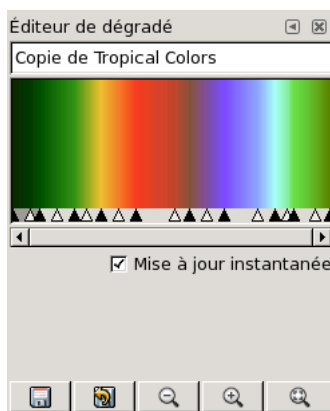 Éditeur de dégradé
Copie de Tropical Colors
Mise à jour instantanée